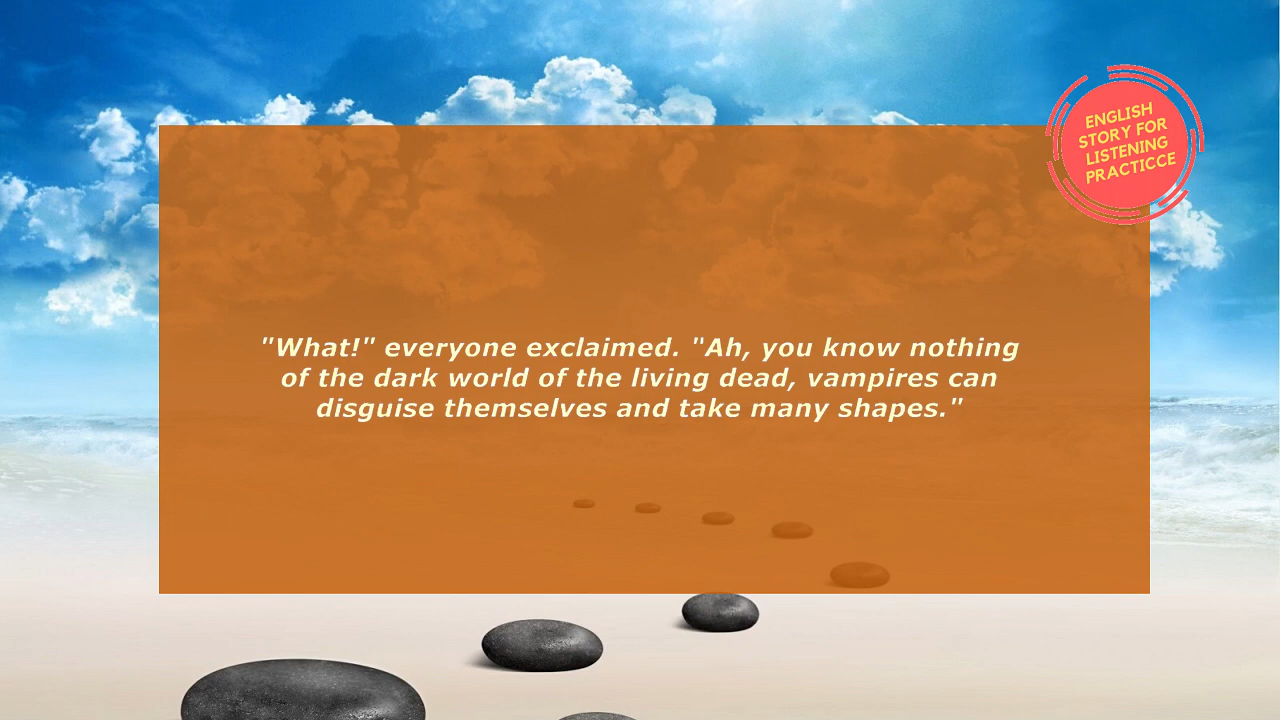 ENGLISH
STORY FOR
LISTENING
PRACTICCE
"What!" everyone exclaimed. "Ah, you know nothing
of the dark world of the living dead, vampires can
disguise themselves and take many shapes."